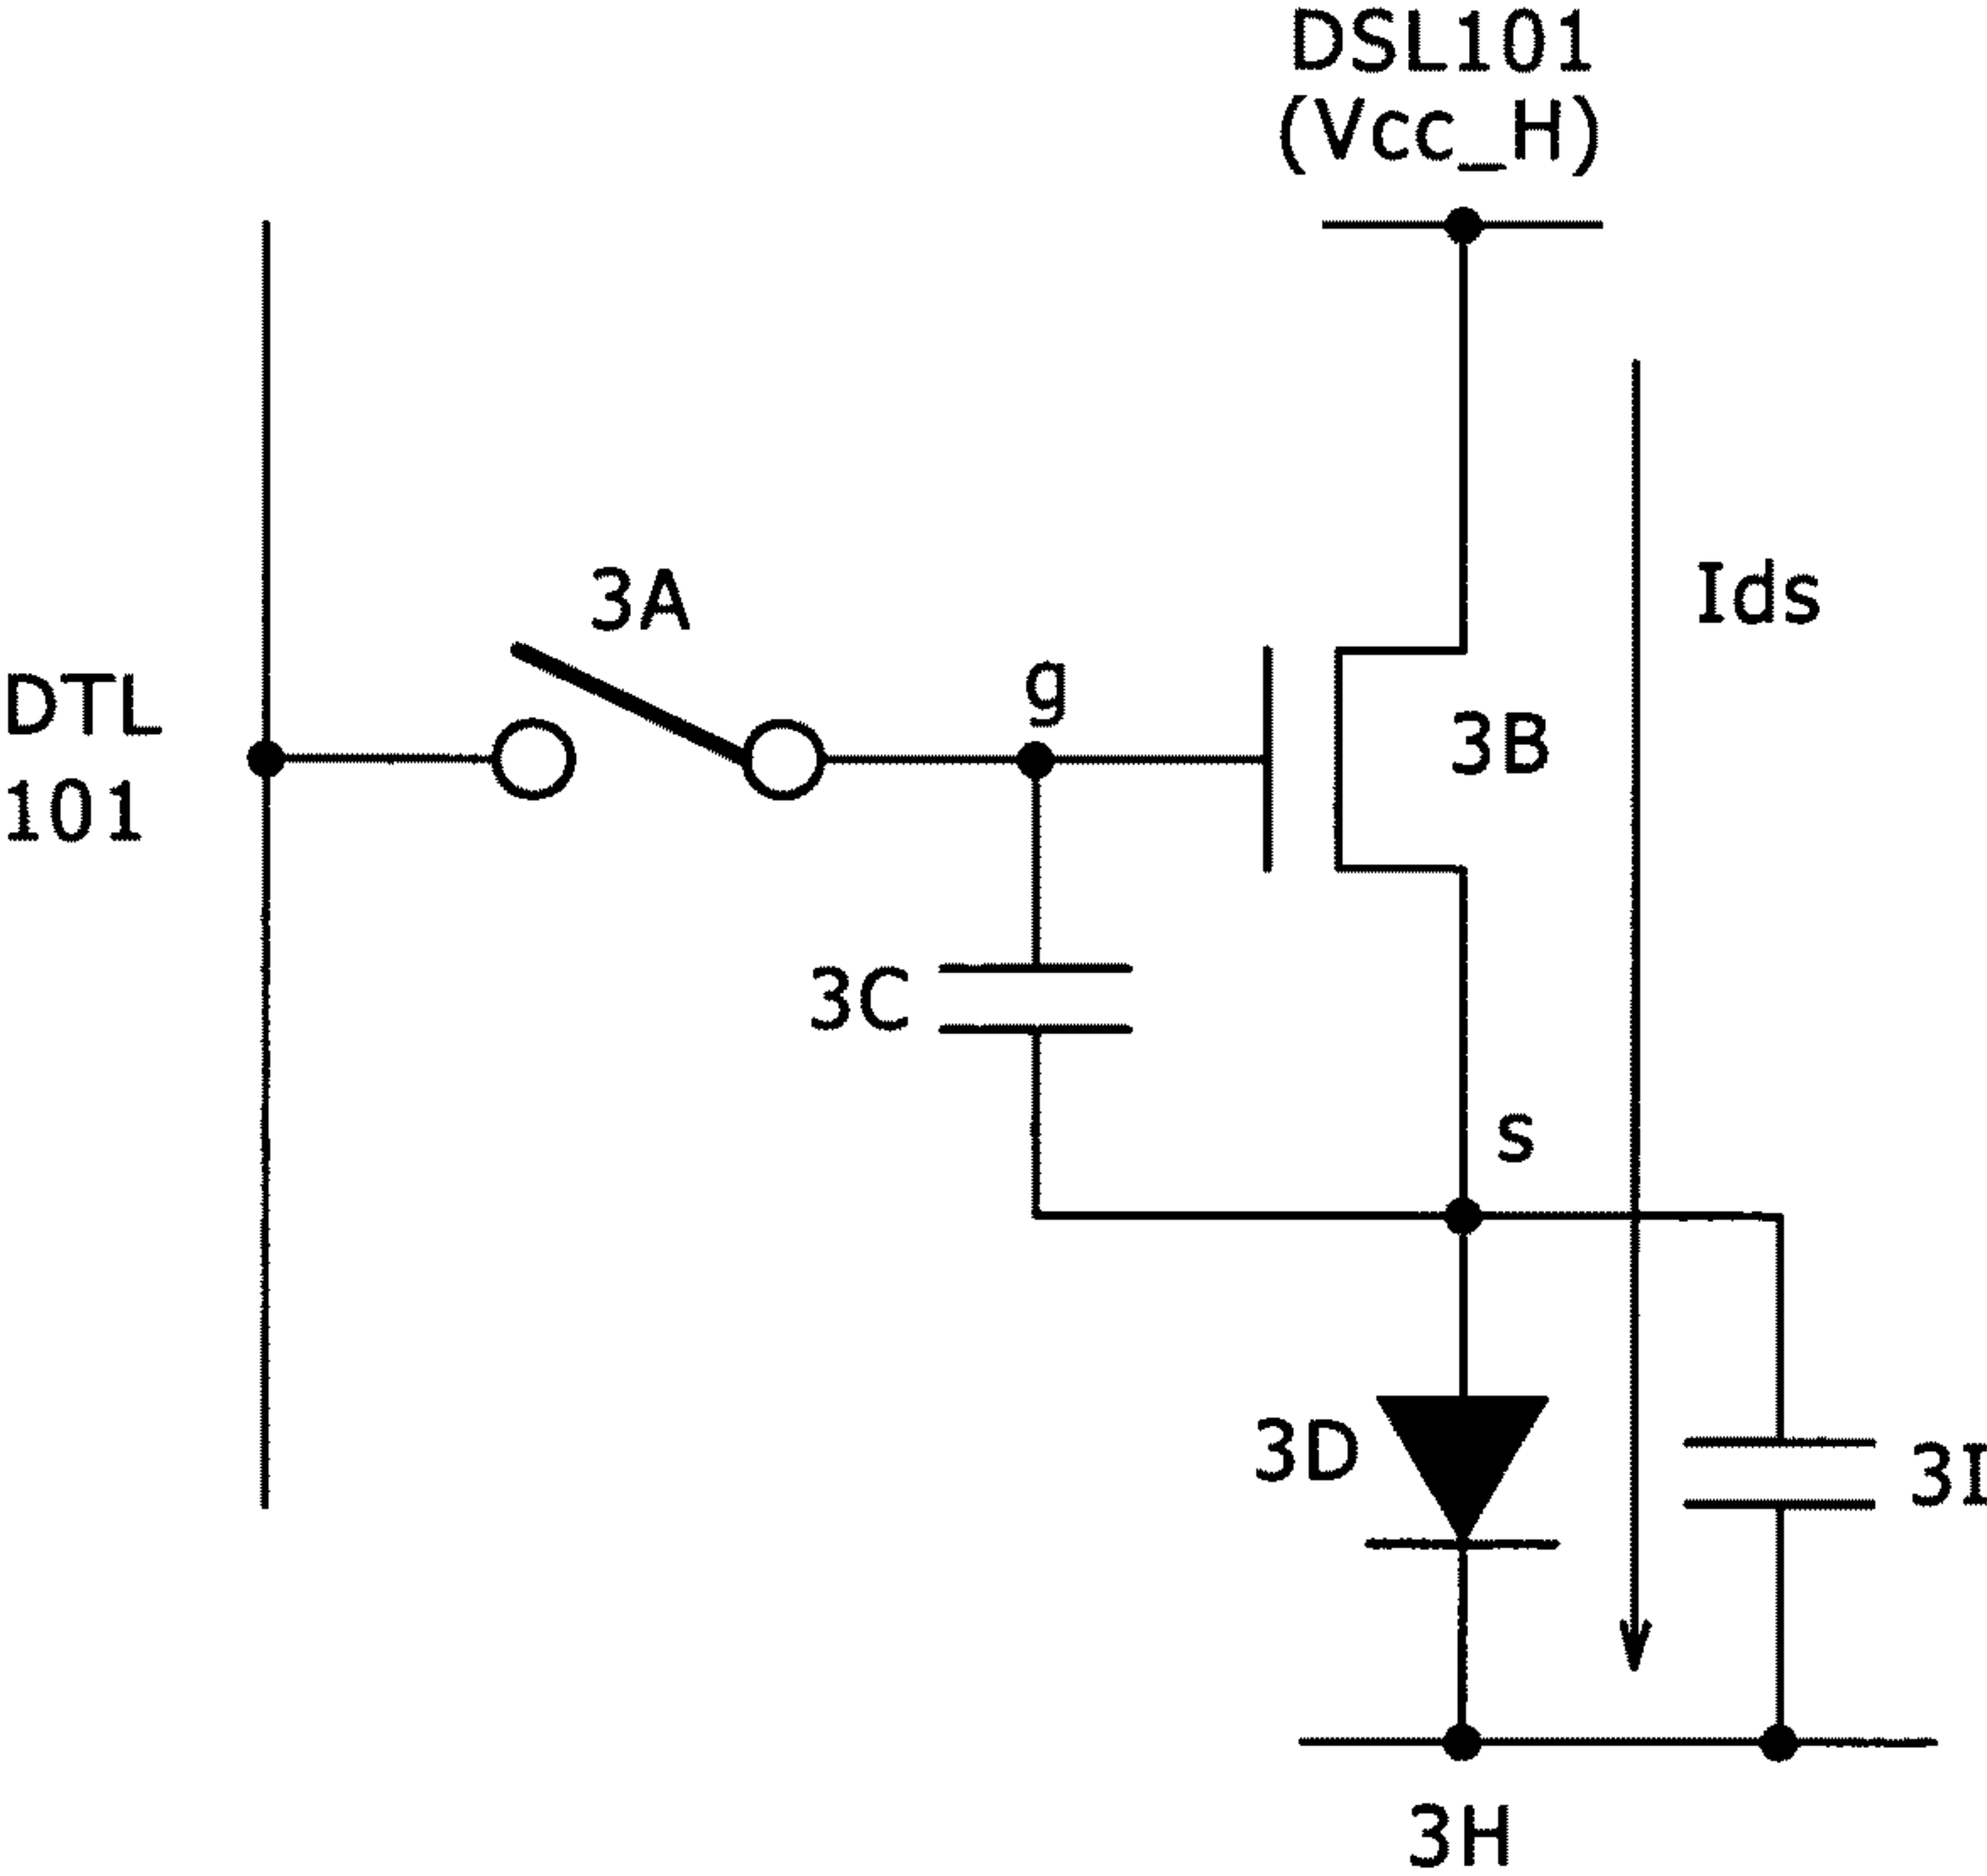 DSL101
(Vcc_H)
Ids
3A
g
DTL
101
3B
3C
s
3D
3I
3H